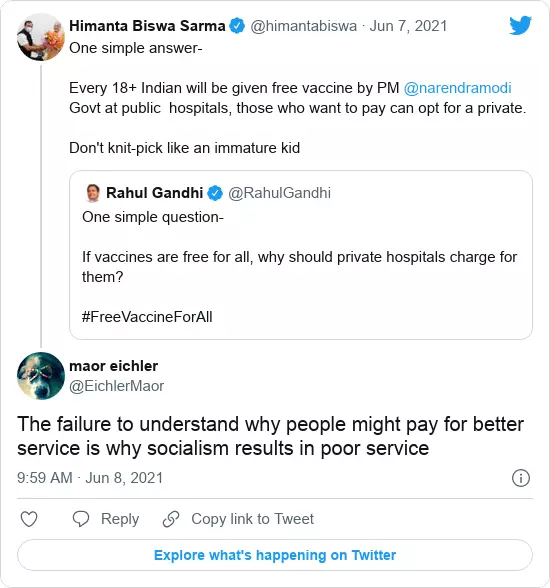 Himanta Biswa Sarma @himantabiswa · Jun 7, 2021
One simple answer-
Every 18+ Indian will be given free vaccine by PM @narendramodi
Govt at public hospitals, those who want to pay can opt for a private.
Don't knit-pick like an immature kid
Rahul Gandhi @RahulGandhi
One simple question-
If vaccines are free for all, why should private hospitals charge for
them?
#FreeVaccineForAll
maor eichler
@EichlerMaor
The failure to understand why people might pay for better
service is why socialism results in poor service
9:59 AM · Jun 8, 2021
Reply
Copy link to Tweet
Explore what's happening on Twitter